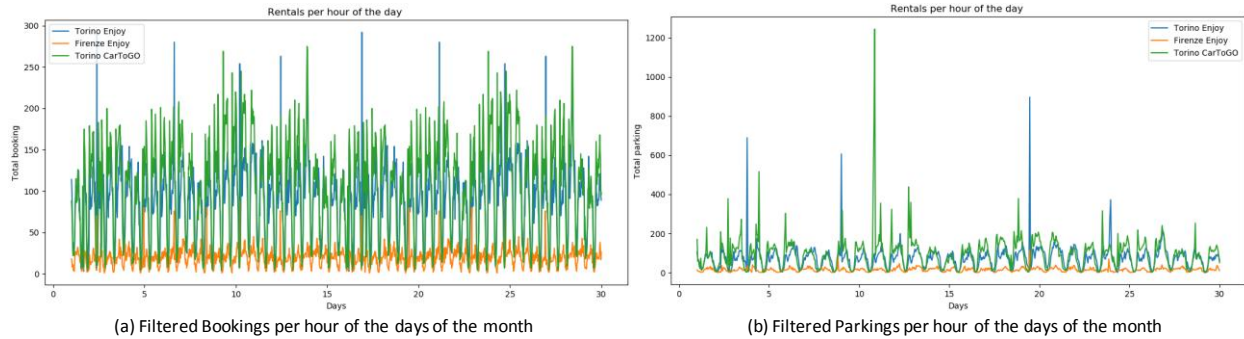 Rentals per hour of the day
300
250
200
150
100
50
0
Total booking
Torino Enjoy
Firenze Enjoy
Torino CarToGO
0 5 10 15 20 25 30
Days
(a) Filtered Bookings per hour of the days of the month
Rentals per hour of the day
1200
1000
800
600
400
200
0
Total parking
Torino Enjoy
Firenze Enjoy
Torino CarToGO
0 5 10 15 20 25 30
Days
(b) Filtered Parkings per hour of the days of the month